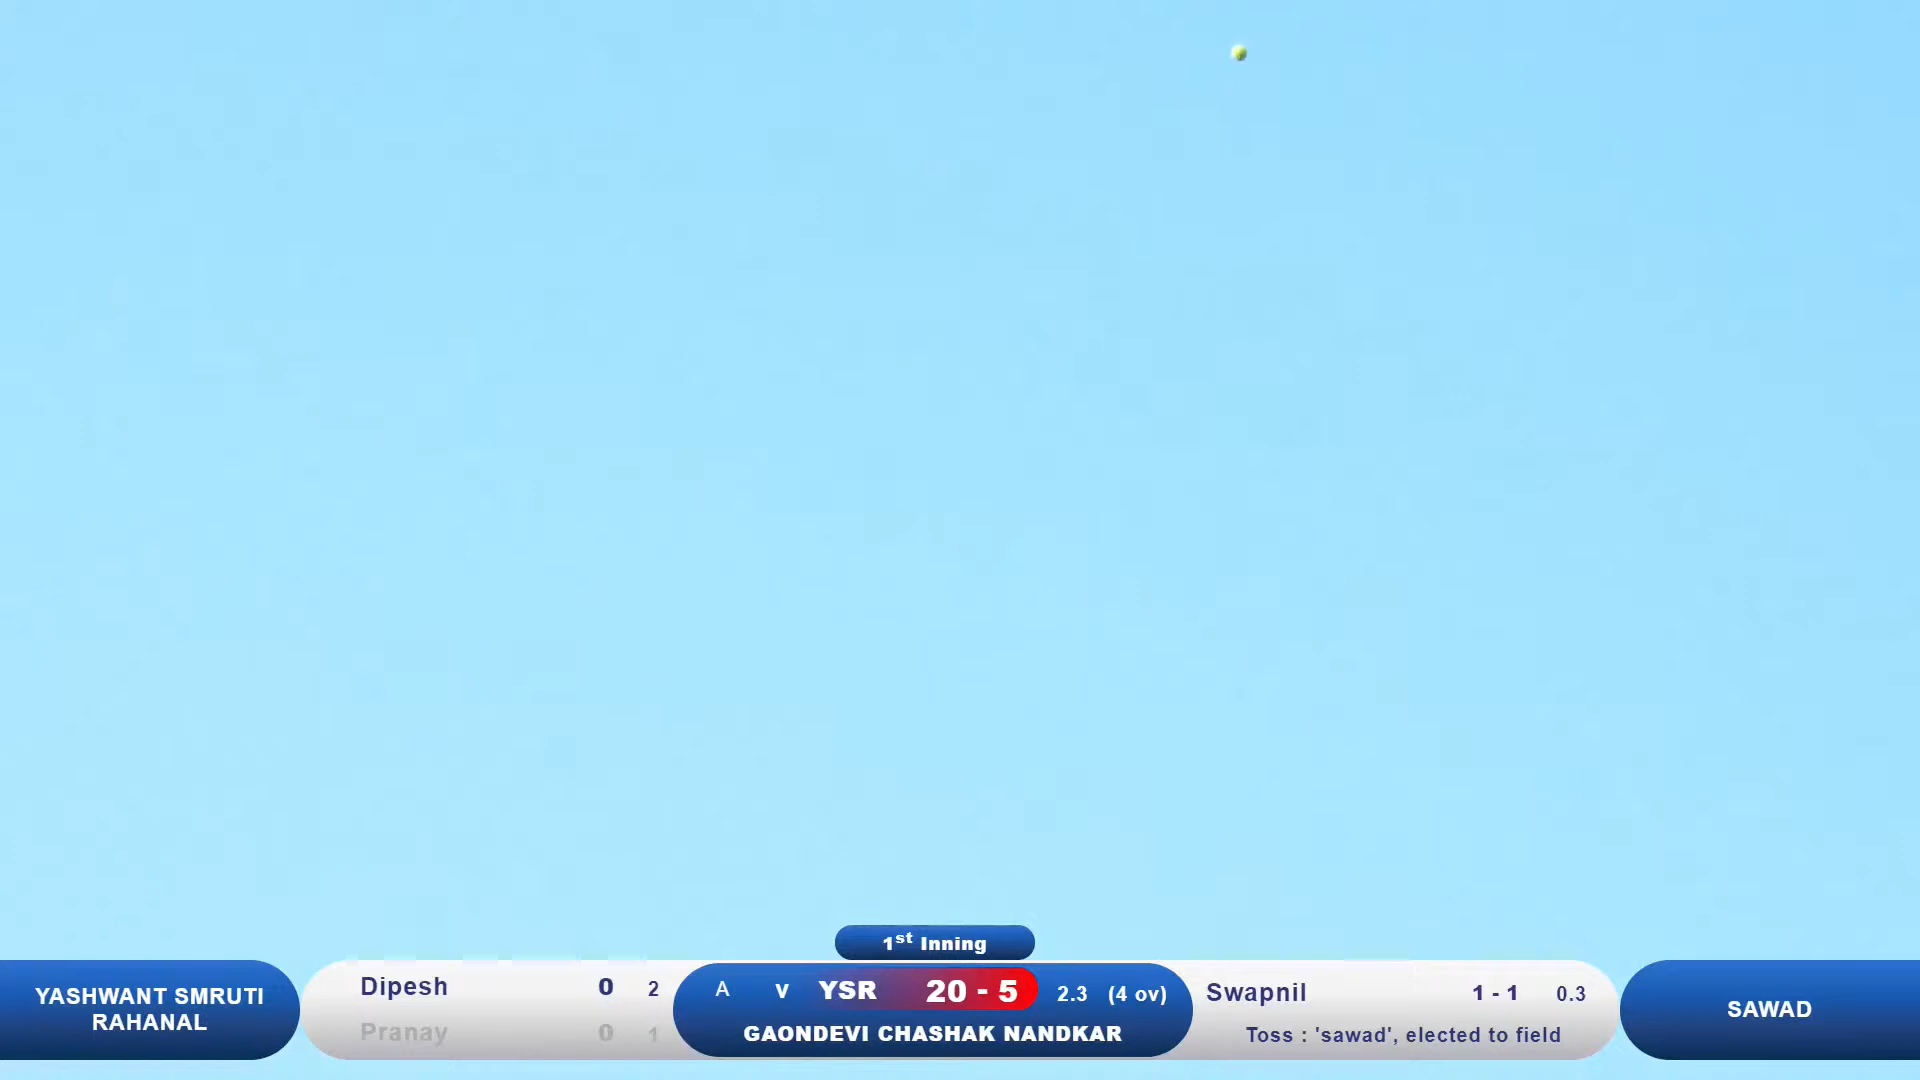 1st Inning
YASHWANT SMRUTI
RAHANAL
Dipesh 0 2
Pranay 0 1
A v YSR 20 - 5 2.3 (4 ov)
GAONDEVI CHASHAK NANDKAR
Swapnil 1 - 1 0.3
Toss : 'sawad', elected to field
SAWAD